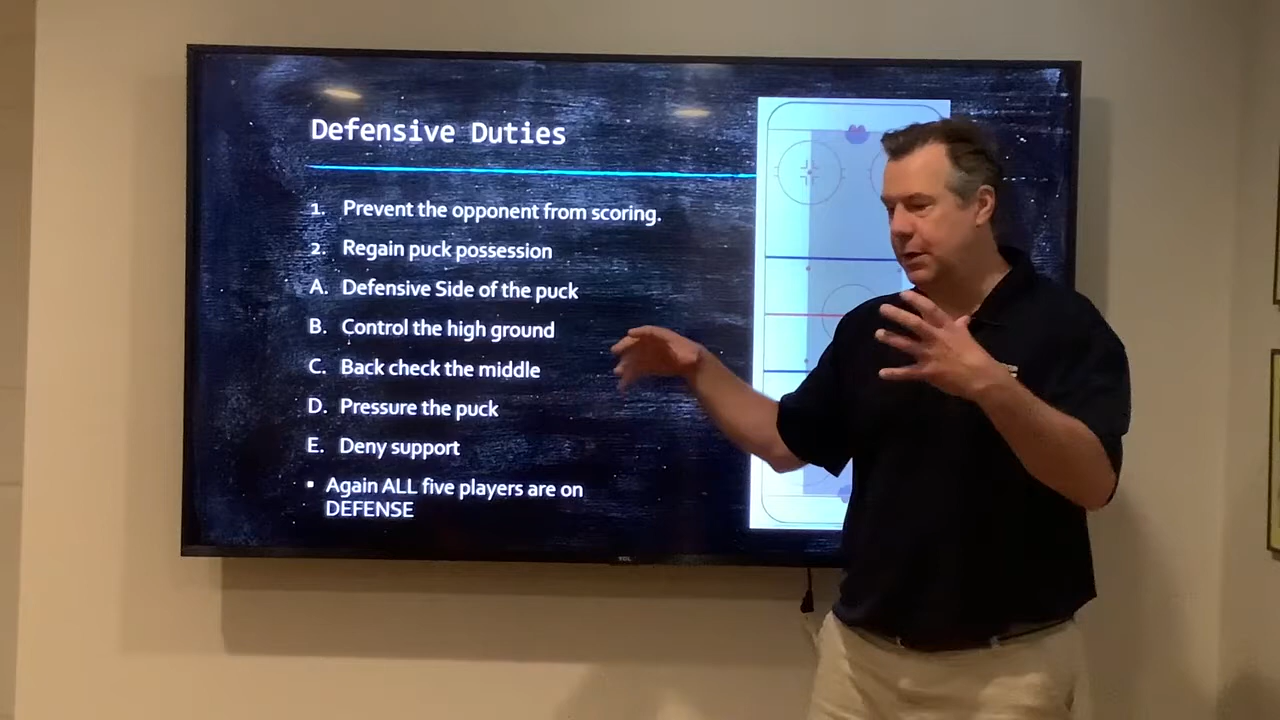 Defensive Duties
1. Prevent the opponent from scoring.
2. Regain puck possession
A. Defensive Side of the puck
B. Control the high ground
C. Back check the middle
D. Pressure the puck
E. Deny support
▪ Again ALL five players are on
DEFENSE
TCL